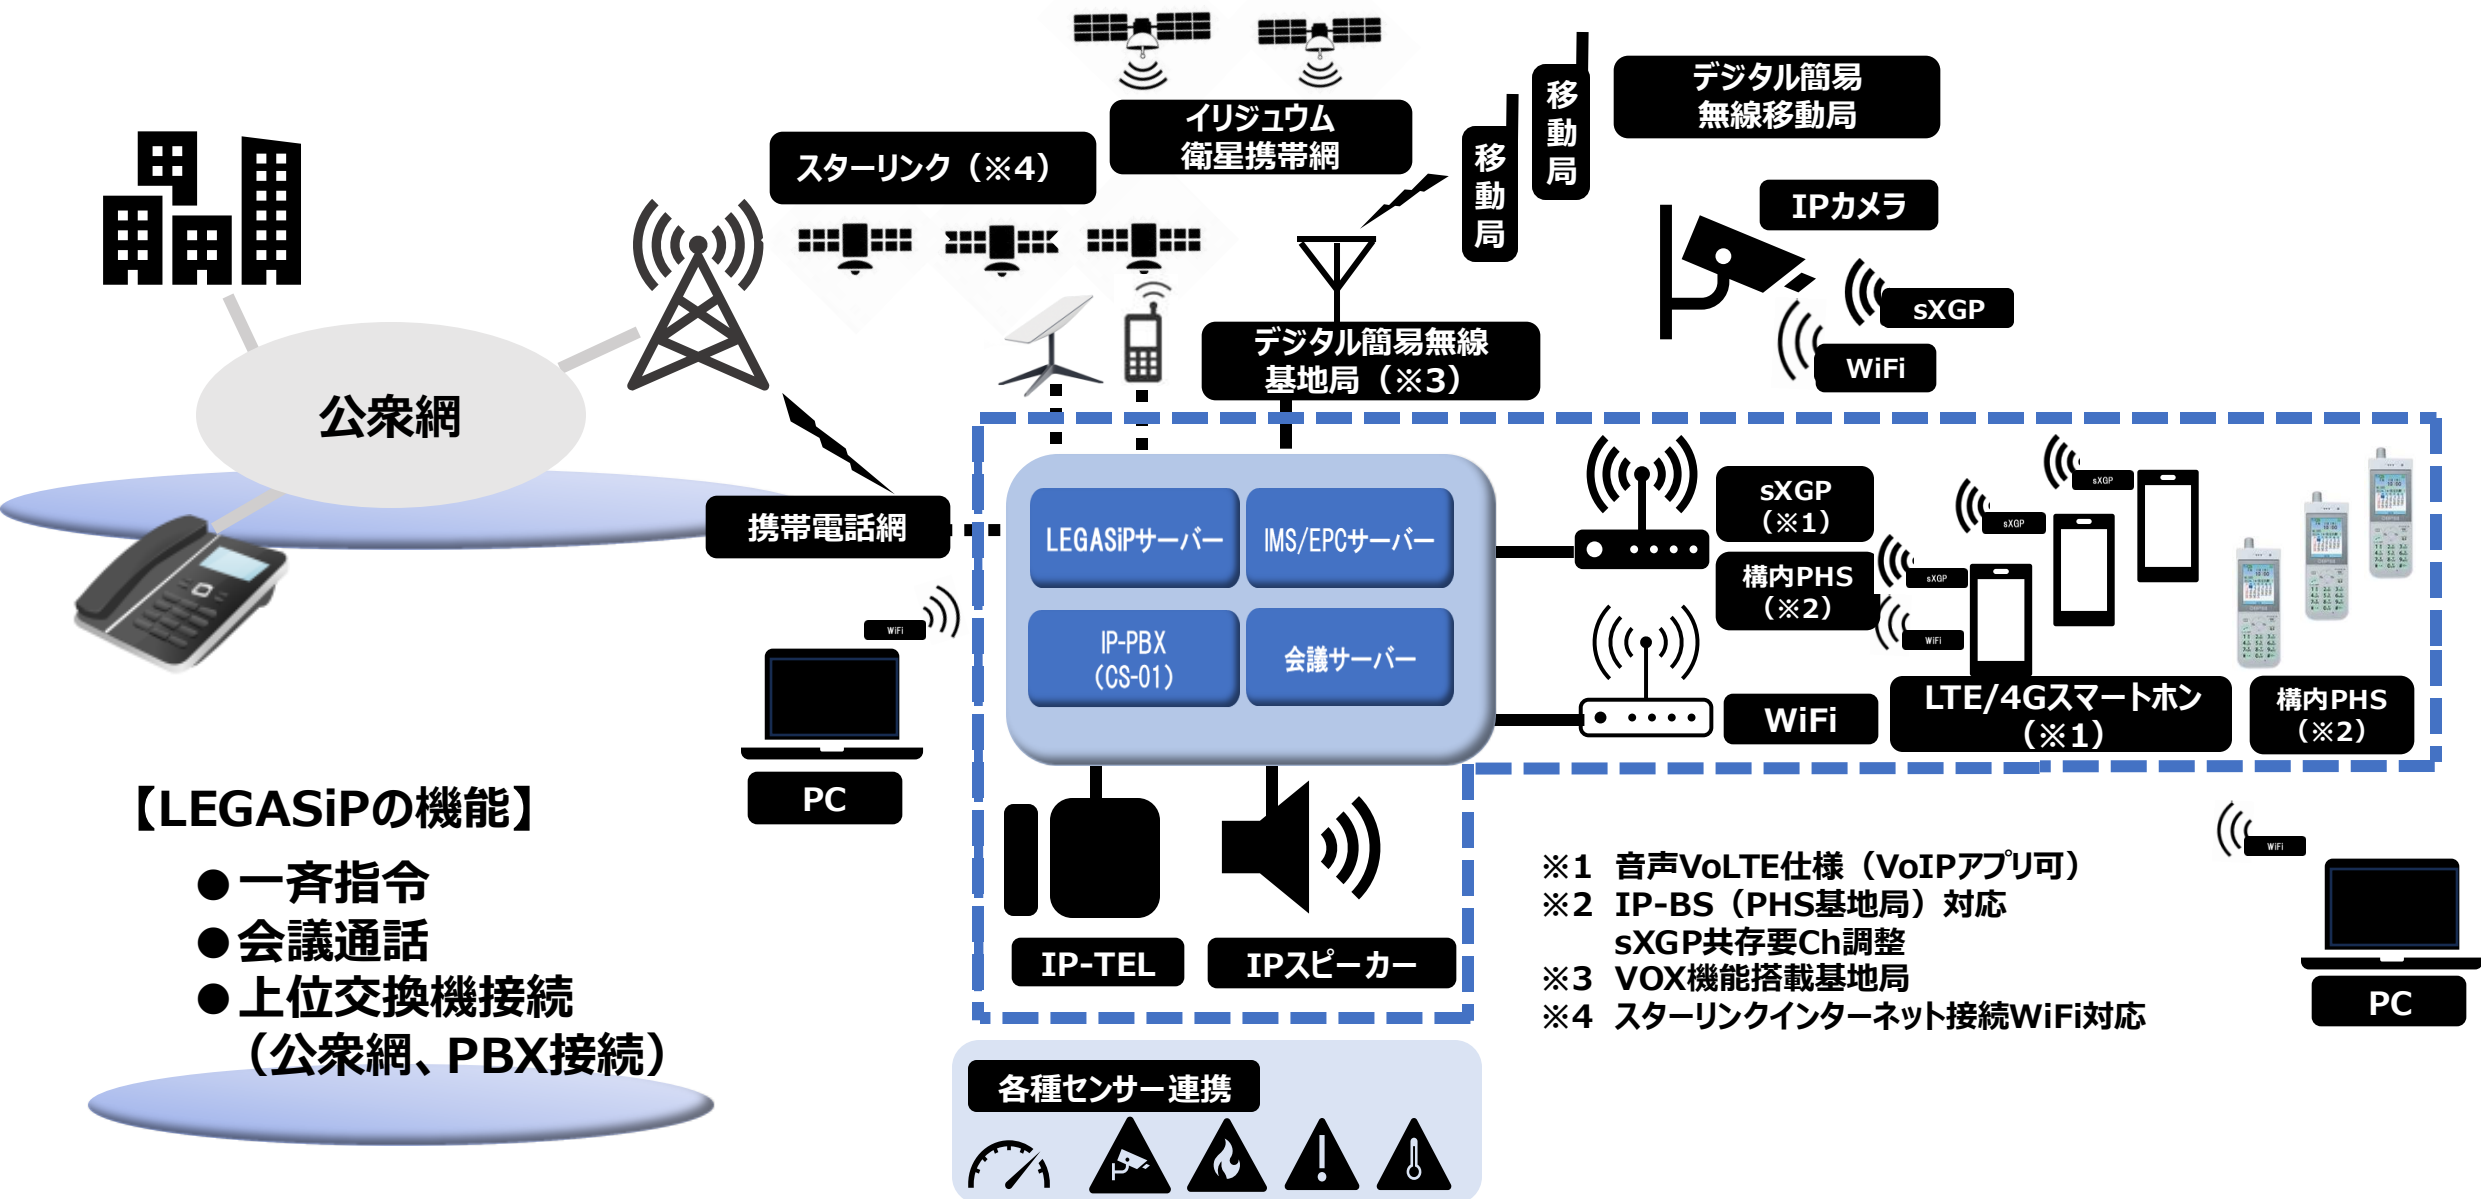 イリジュウム
衛星携帯網
スターリンク（※4）
移動局
移動局
デジタル簡易
無線移動局
IPカメラ
sXGP
WiFi
デジタル簡易無線
基地局（※3）
公衆網
携帯電話網
LEGASiPサーバー
IMS/EPCサーバー
IP-PBX
(CS-01)
会議サーバー
sXGP
（※1）
構内PHS
（※2）
WiFi
sXGP
sXGP
sXGP
WiFi
LTE/4Gスマートホン
（※1）
構内PHS
（※2）
WiFi
PC
IP-TEL
IPスピーカー
【LEGASiPの機能】
●一斉指令
●会議通話
●上位交換機接続
（公衆網、PBX接続）
※1 音声VoLTE仕様（VoIPアプリ可）
※2 IP-BS（PHS基地局）対応
sXGP共存要Ch調整
※3 VOX機能搭載基地局
※4 スターリンクインターネット接続WiFi対応
WiFi
PC
各種センサー連携